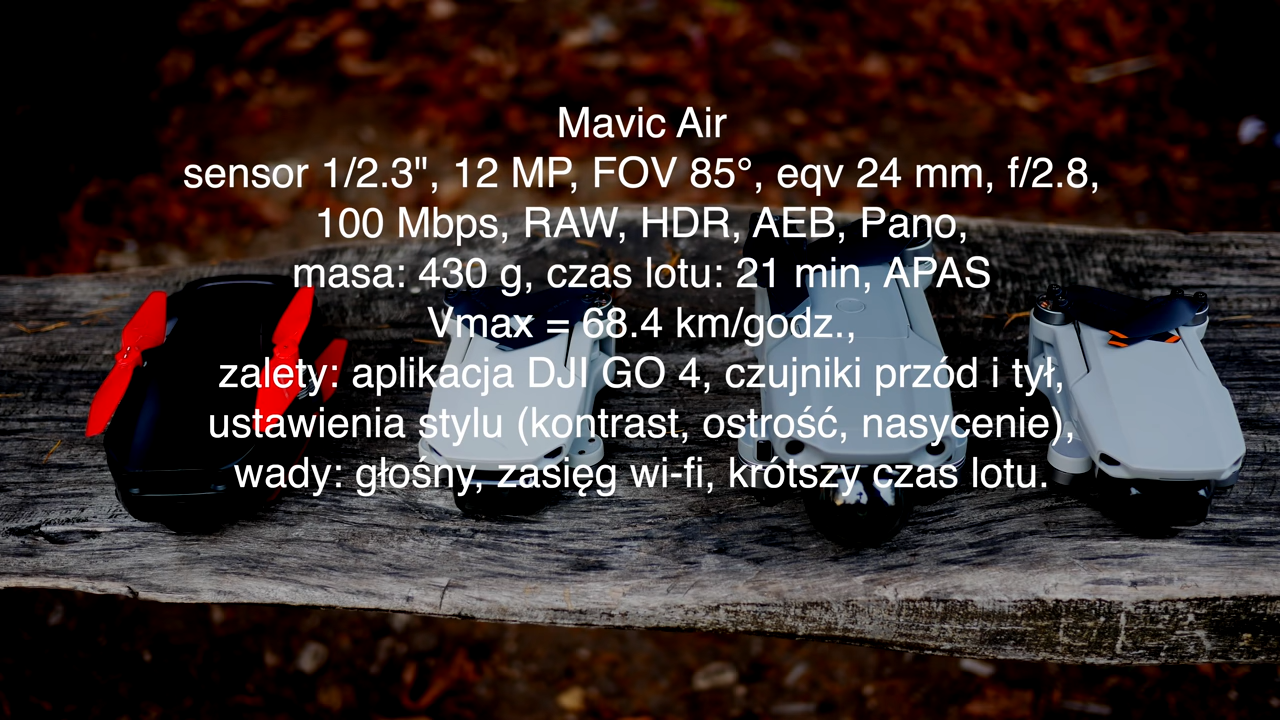 Mavic Air
sensor 1/2.3", 12 MP, FOV 85°, eqv 24 mm, f/2.8,
100 Mbps, RAW, HDR, AEB, Pano,
masa: 430 g, czas lotu: 21 min, APAS
Vmax = 68.4 km/godz.,
zalety: aplikacja DJI GO 4, czujniki przód i tył,
ustawienia stylu (kontrast, ostrość, nasycenie),
wady: głośny, zasięg wi-fi, krótszy czas lotu.